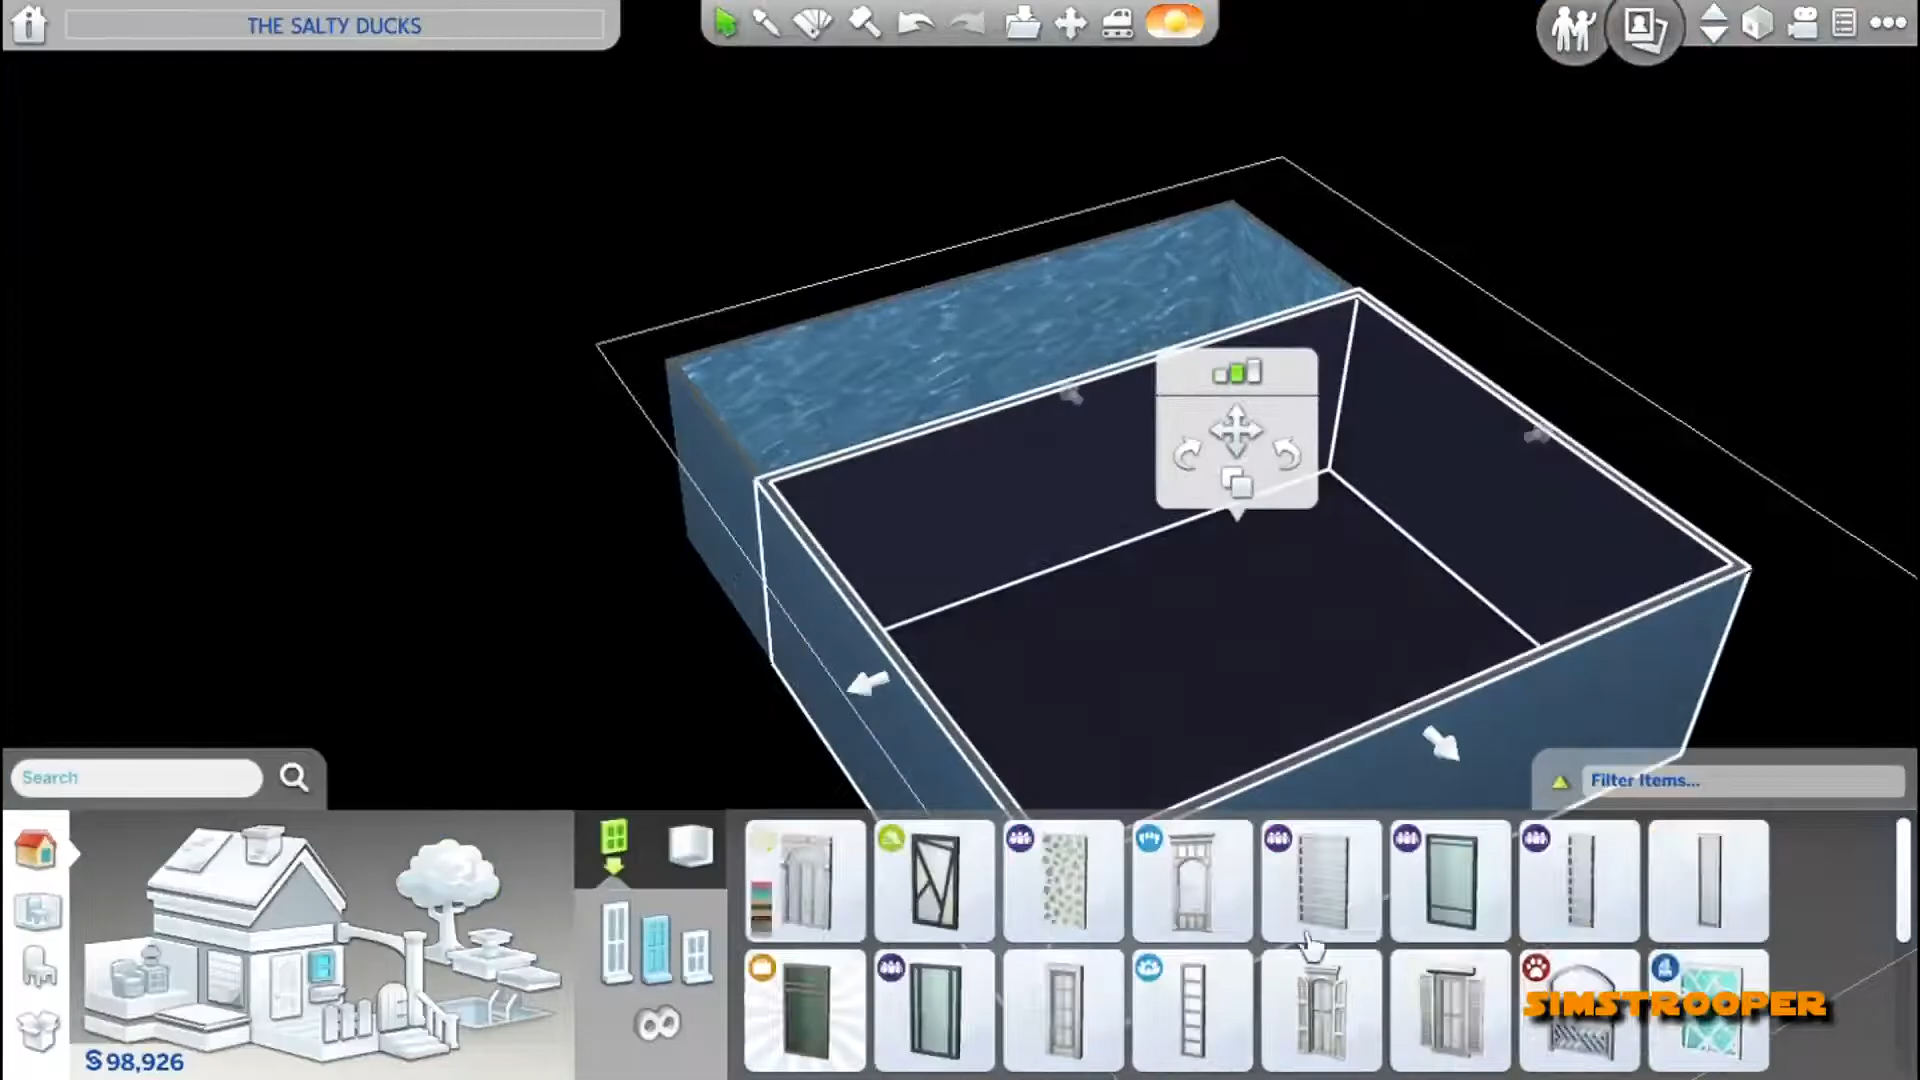 THE SALTY DUCKS
Search
Filter Items...
SIMSTROOPER
§98,926